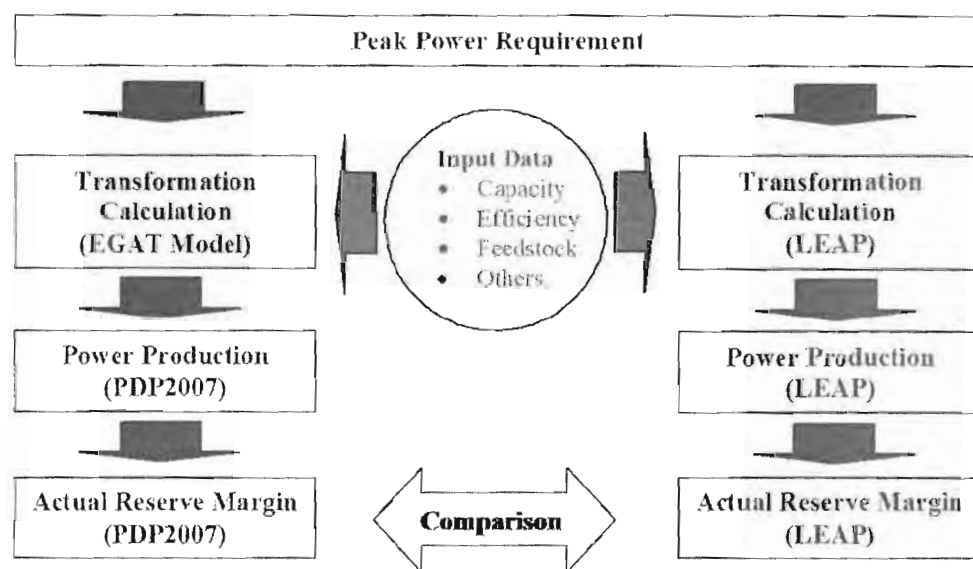 Peak Power Requirement
Transformation
Calculation
(EGAT Model)
Input Data
• Capacity
• Efficiency
• Feedstock
• Others
Transformation
Calculation
(LEAP)
Power Production
(PDP2007)
Power Production
(LEAP)
Actual Reserve Margin
(PDP2007)
Comparison
Actual Reserve Margin
(LEAP)